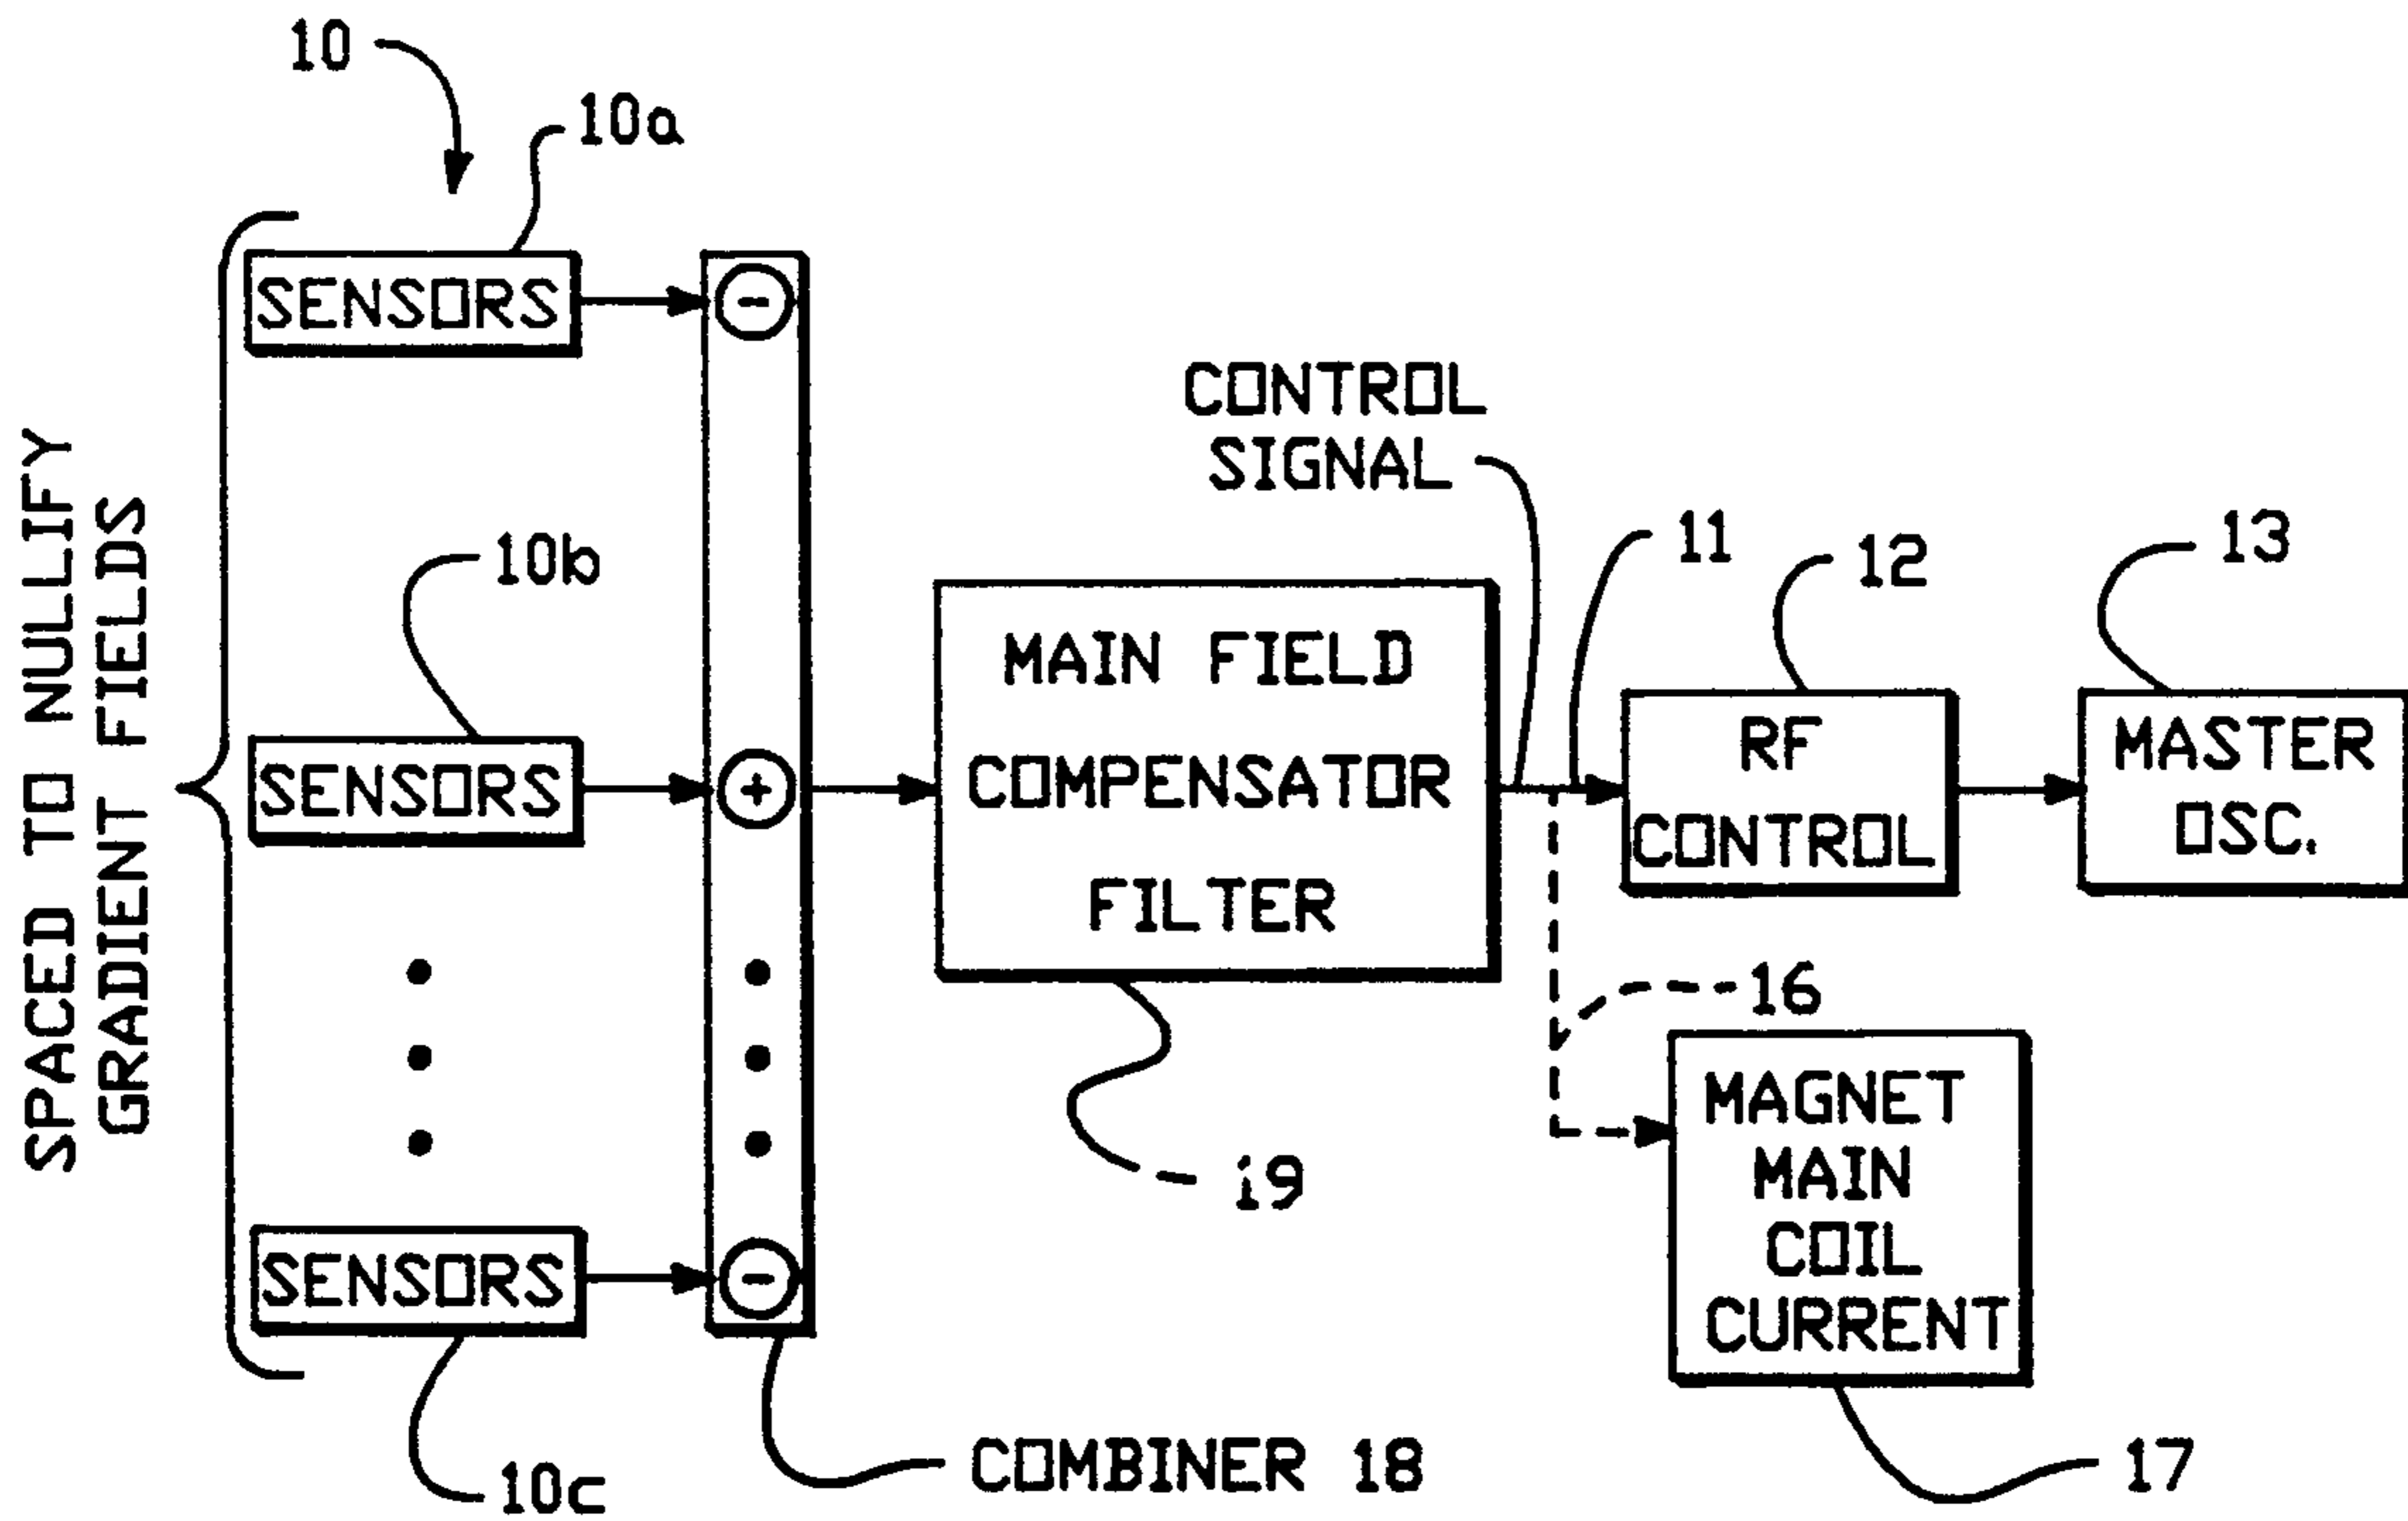 10
10a
SENSORS
-
SPACED TO NULLIFY
GRADIENT FIELDS
10b
SENSORS
+
SENSORS
-
10c
COMBINER 18
MAIN FIELD
COMPENSATOR
FILTER
19
CONTROL
SIGNAL
11
12
RF
CONTROL
13
MASTER
OSC.
16
MAGNET
MAIN
COIL
CURRENT
17